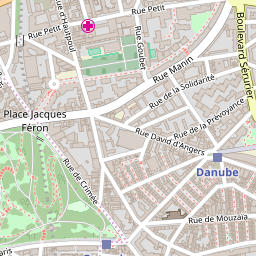 Rue Petit
Rue Petit
Rue d'Hautpoul
Rue Goubet
Boulevard Sérurier
Rue Manin
Rue de la Solidarité
Place Jacques
Féron
Rue de la Prévoyance
Rue David d'Angers
Rue de Crimée
Danube
Rue de Mouzaïa